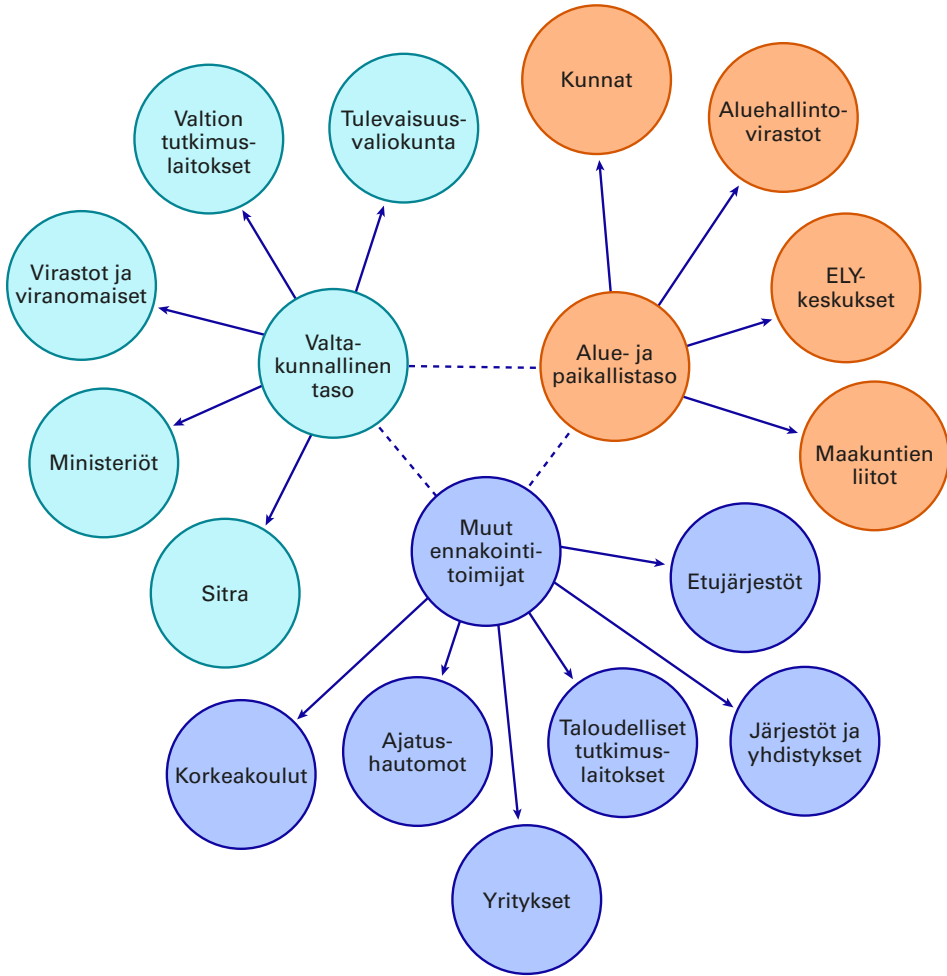 Kunnat
Aluehallinto-
virastot
Valtion
tutkimus-
laitokset
Tulevaisuus-
valiokunta
Virastot ja
viranomaiset
ELY-
keskukset
Valta-
kunnallinen
taso
Alue- ja
paikallistaso
Ministeriöt
Maakuntien
liitot
Muut
ennakointi-
toimijat
Sitra
Etujärjestöt
Korkeakoulut
Ajatus-
hautomot
Taloudelliset
tutkimus-
laitokset
Järjestöt ja
yhdistykset
Yritykset